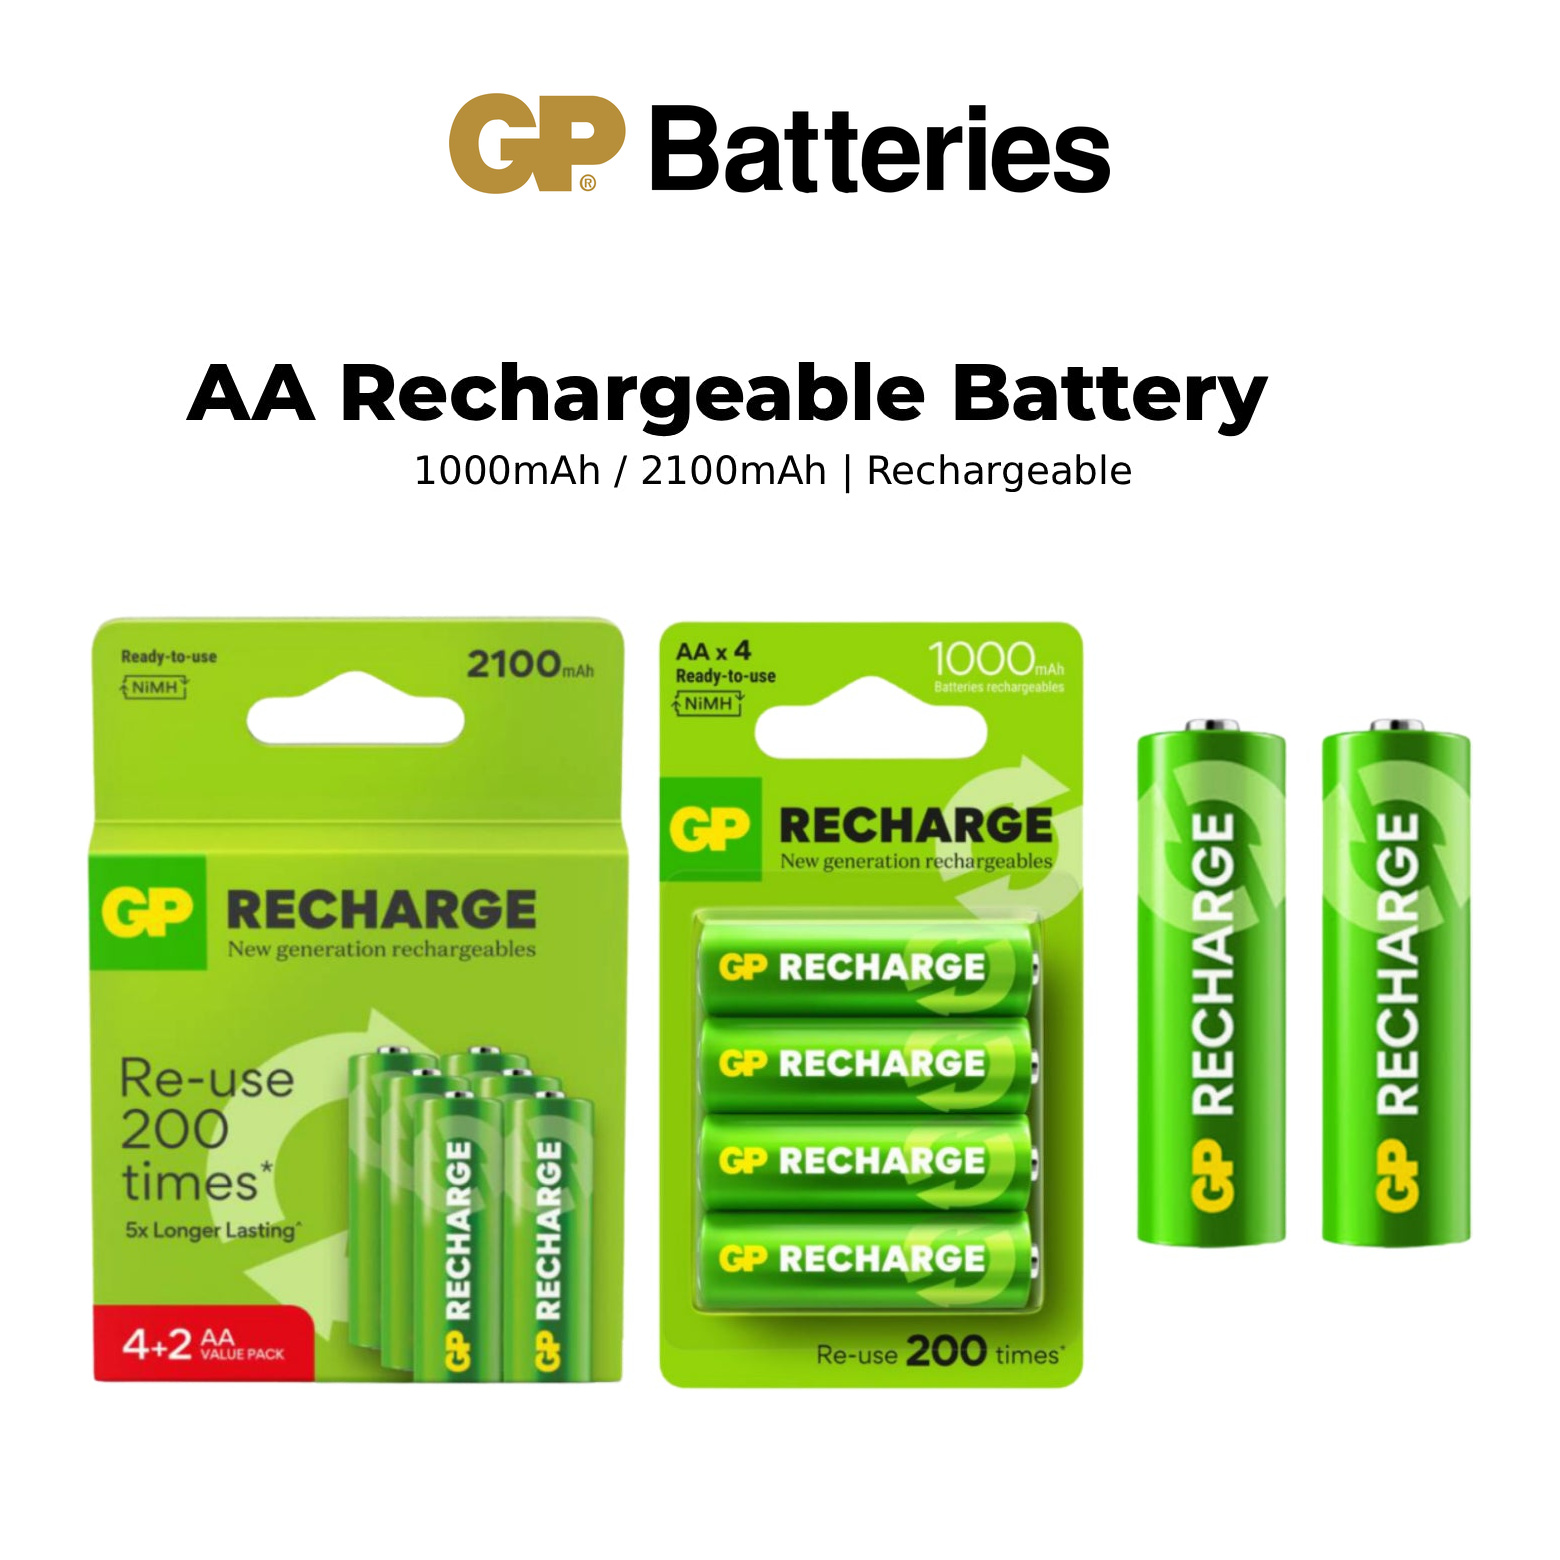 GP® Batteries
AA Rechargeable Battery
1000mAh / 2100mAh | Rechargeable
Ready-to-use
NiMH
2100mAh
GP
RECHARGE
New generation rechargeables
Re-use
200
times*
5x Longer Lasting^
4+2 AA
VALUE PACK
GP RECHARGE
GP RECHARGE
AA x 4
Ready-to-use
NiMH
1000mAh
Batteries rechargeables
GP
RECHARGE
New generation rechargeables
GP RECHARGE
GP RECHARGE
GP RECHARGE
GP RECHARGE
Re-use 200 times*
GP RECHARGE
GP RECHARGE